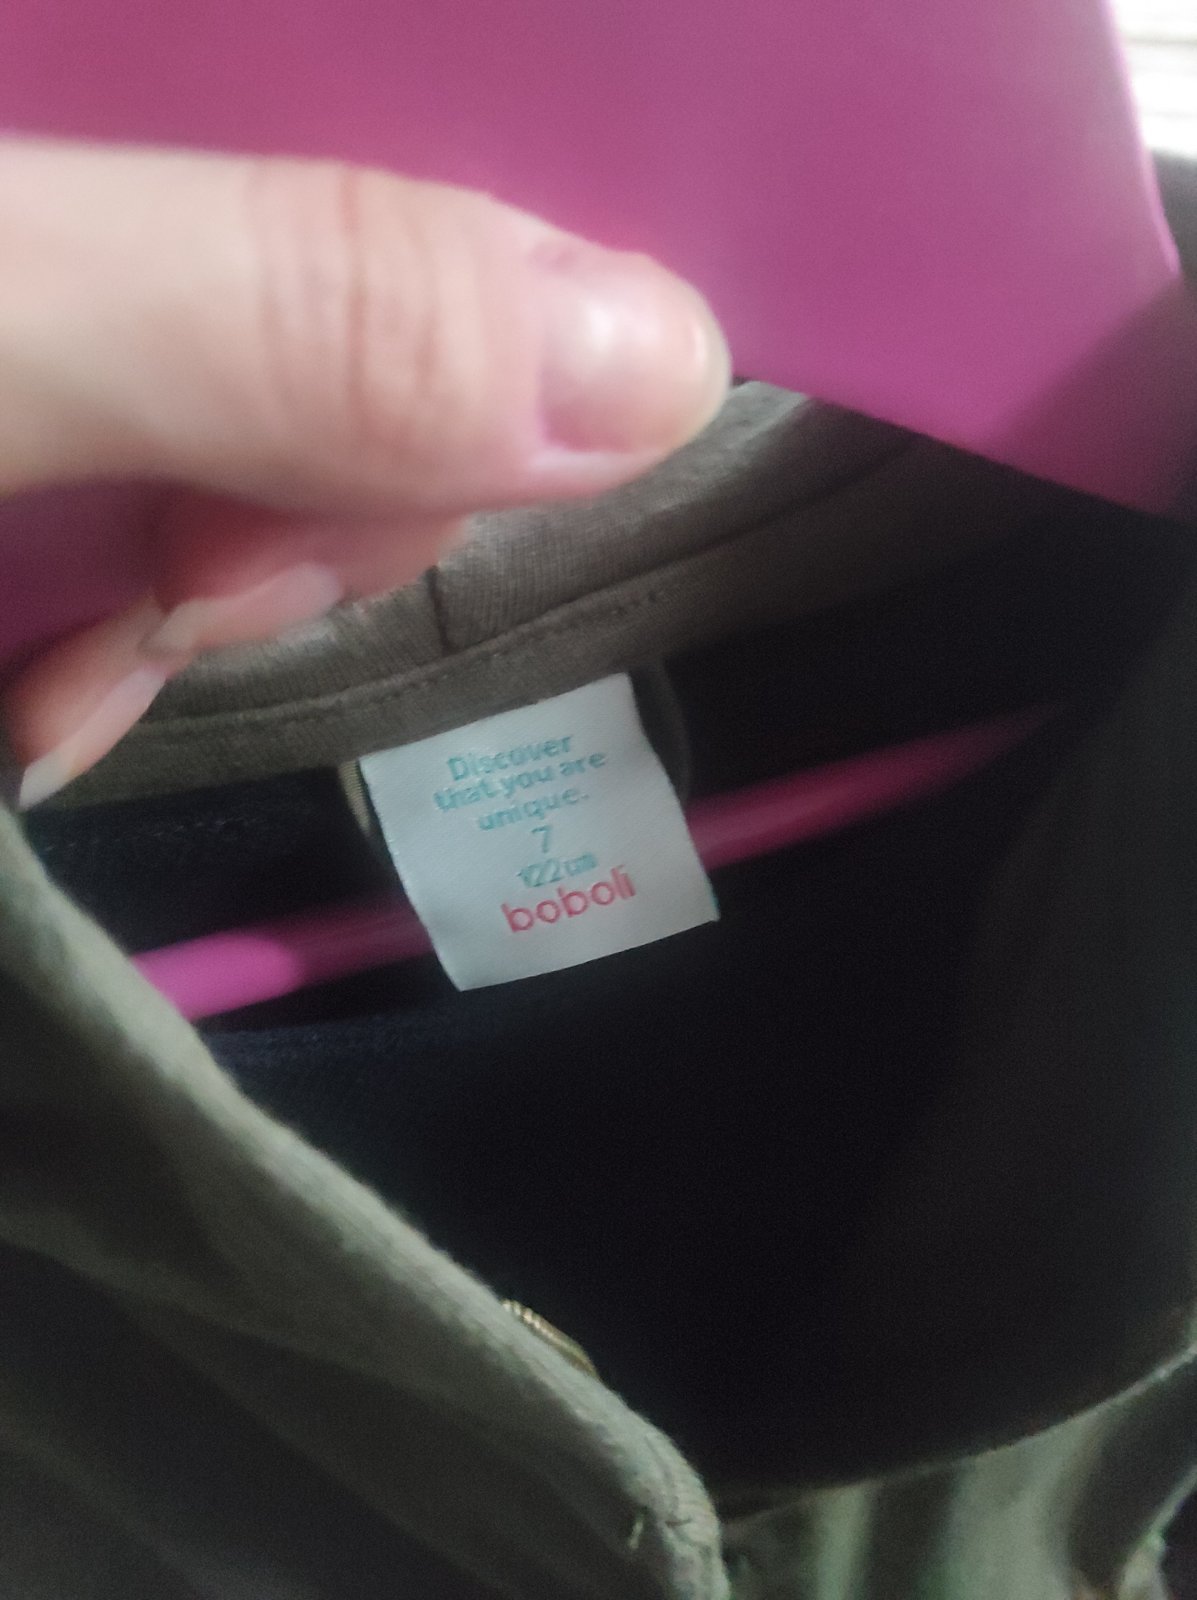 Discover
that you are
unique.
7
122cm
boboli